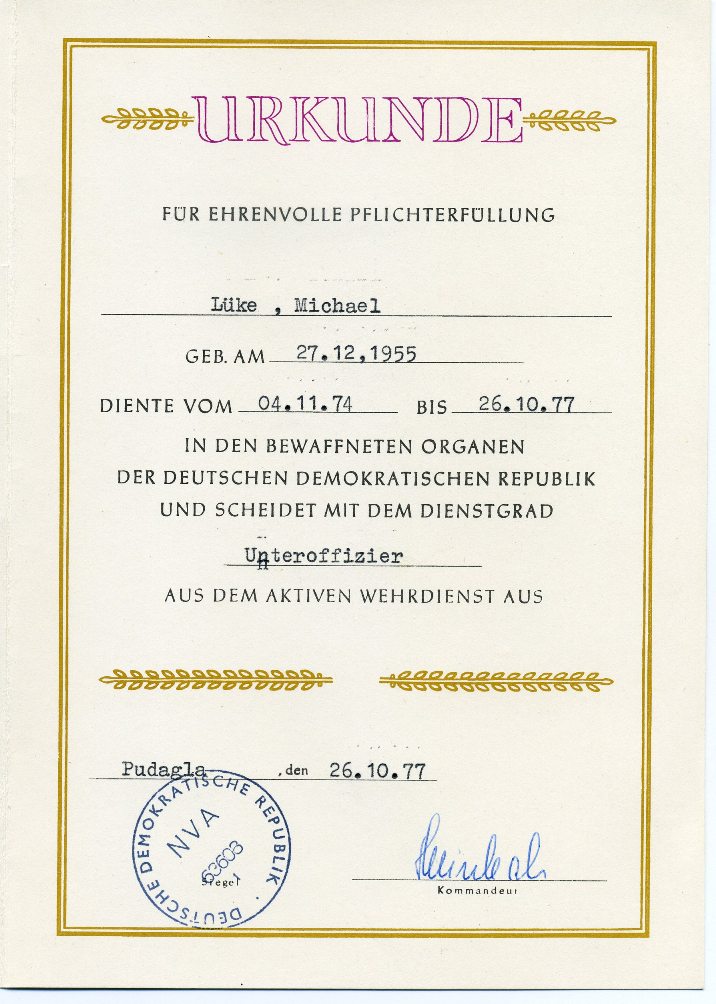 URKUNDE
FÜR EHRENVOLLE PFLICHTERFÜLLUNG
Lüke , Michael
GEB. AM 27.12,1955
DIENTE VOM 04.11.74 BIS 26.10.77
IN DEN BEWAFFNETEN ORGANEN
DER DEUTSCHEN DEMOKRATISCHEN REPUBLIK
UND SCHEIDET MIT DEM DIENSTGRAD
Unteroffizier
AUS DEM AKTIVEN WEHRDIENST AUS
Pudagla ,den 26.10.77
DEUTSCHE DEMOKRATISCHE REPUBLIK
NVA
63603
Siegel
Kommandeur